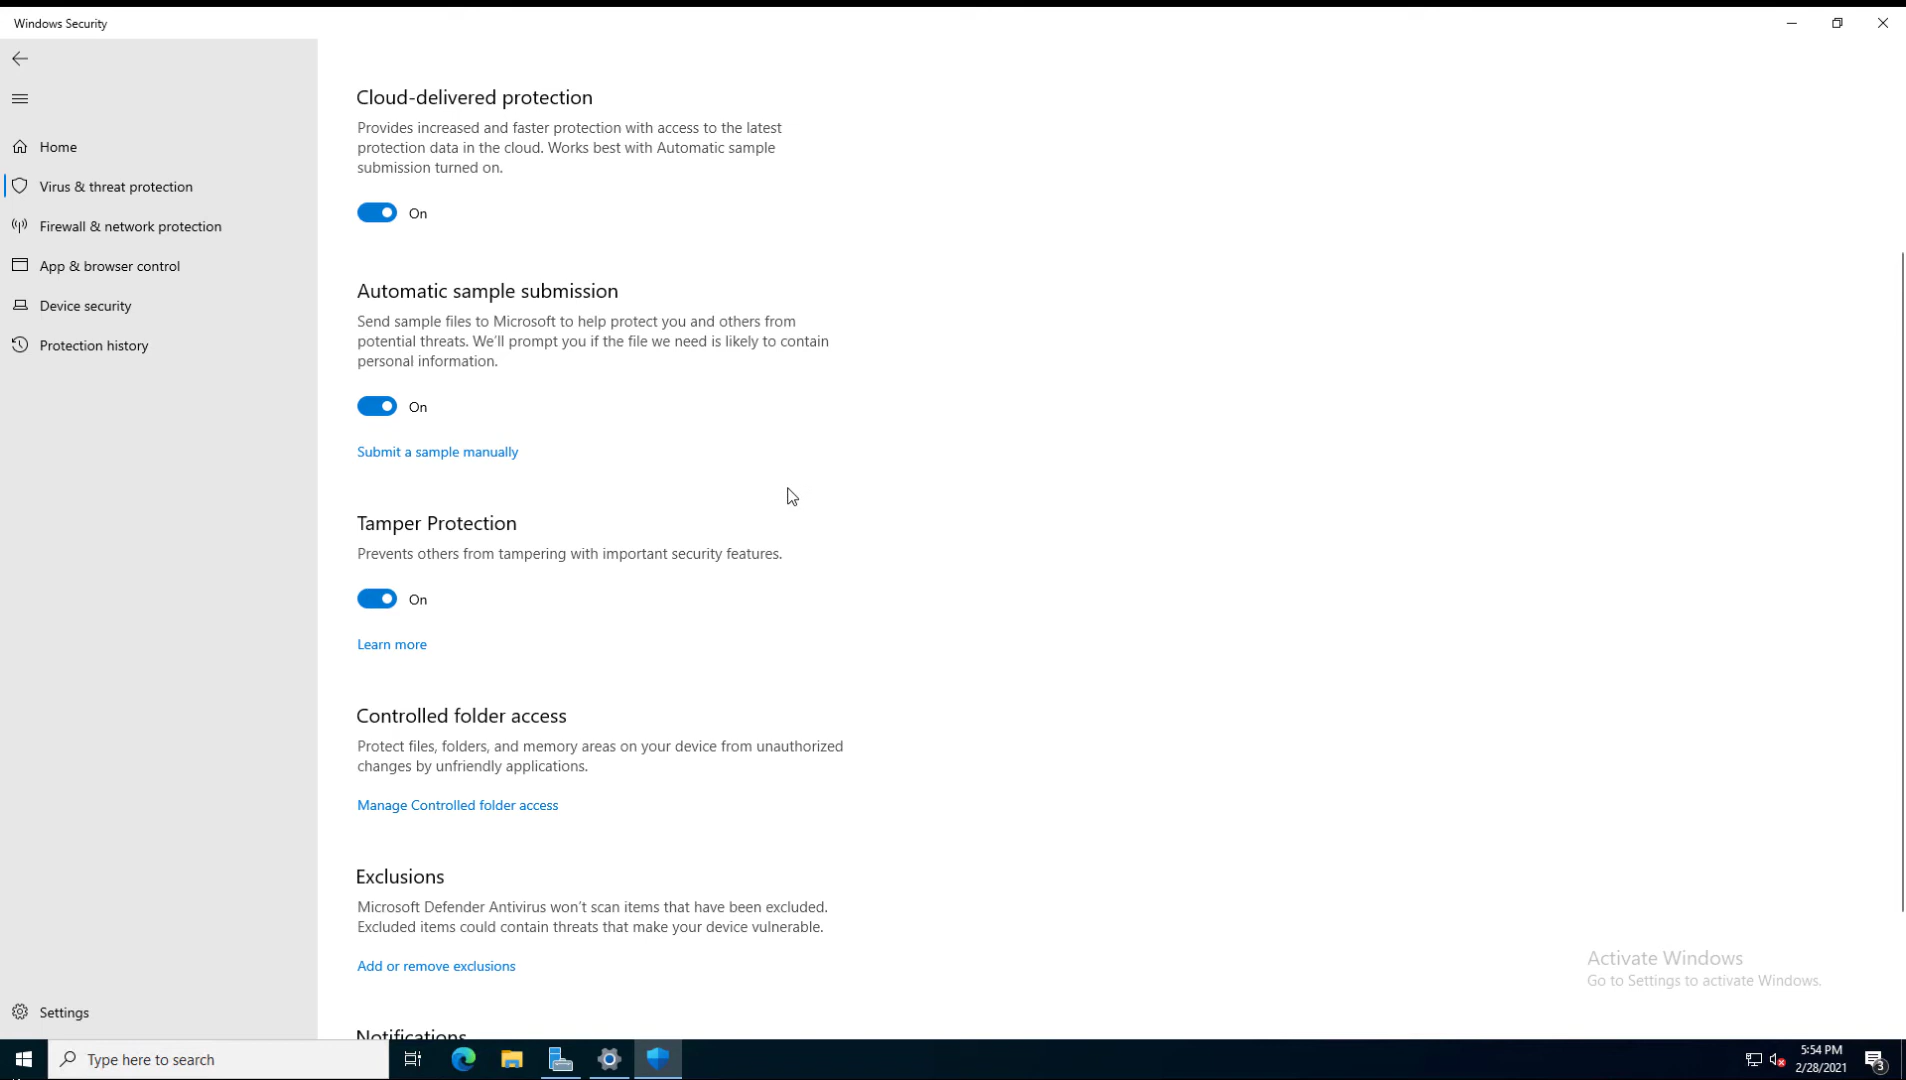 Windows Security
Home
Virus & threat protection
Firewall & network protection
App & browser control
Device security
Protection history
Settings
Cloud-delivered protection
Provides increased and faster protection with access to the latest
protection data in the cloud. Works best with Automatic sample
submission turned on.
On
Automatic sample submission
Send sample files to Microsoft to help protect you and others from
potential threats. We'll prompt you if the file we need is likely to contain
personal information.
On
Submit a sample manually
Tamper Protection
Prevents others from tampering with important security features.
On
Learn more
Controlled folder access
Protect files, folders, and memory areas on your device from unauthorized
changes by unfriendly applications.
Manage Controlled folder access
Exclusions
Microsoft Defender Antivirus won't scan items that have been excluded.
Excluded items could contain threats that make your device vulnerable.
Add or remove exclusions
Notifications
Activate Windows
Go to Settings to activate Windows.
Type here to search
5:54 PM
2/28/2021
3